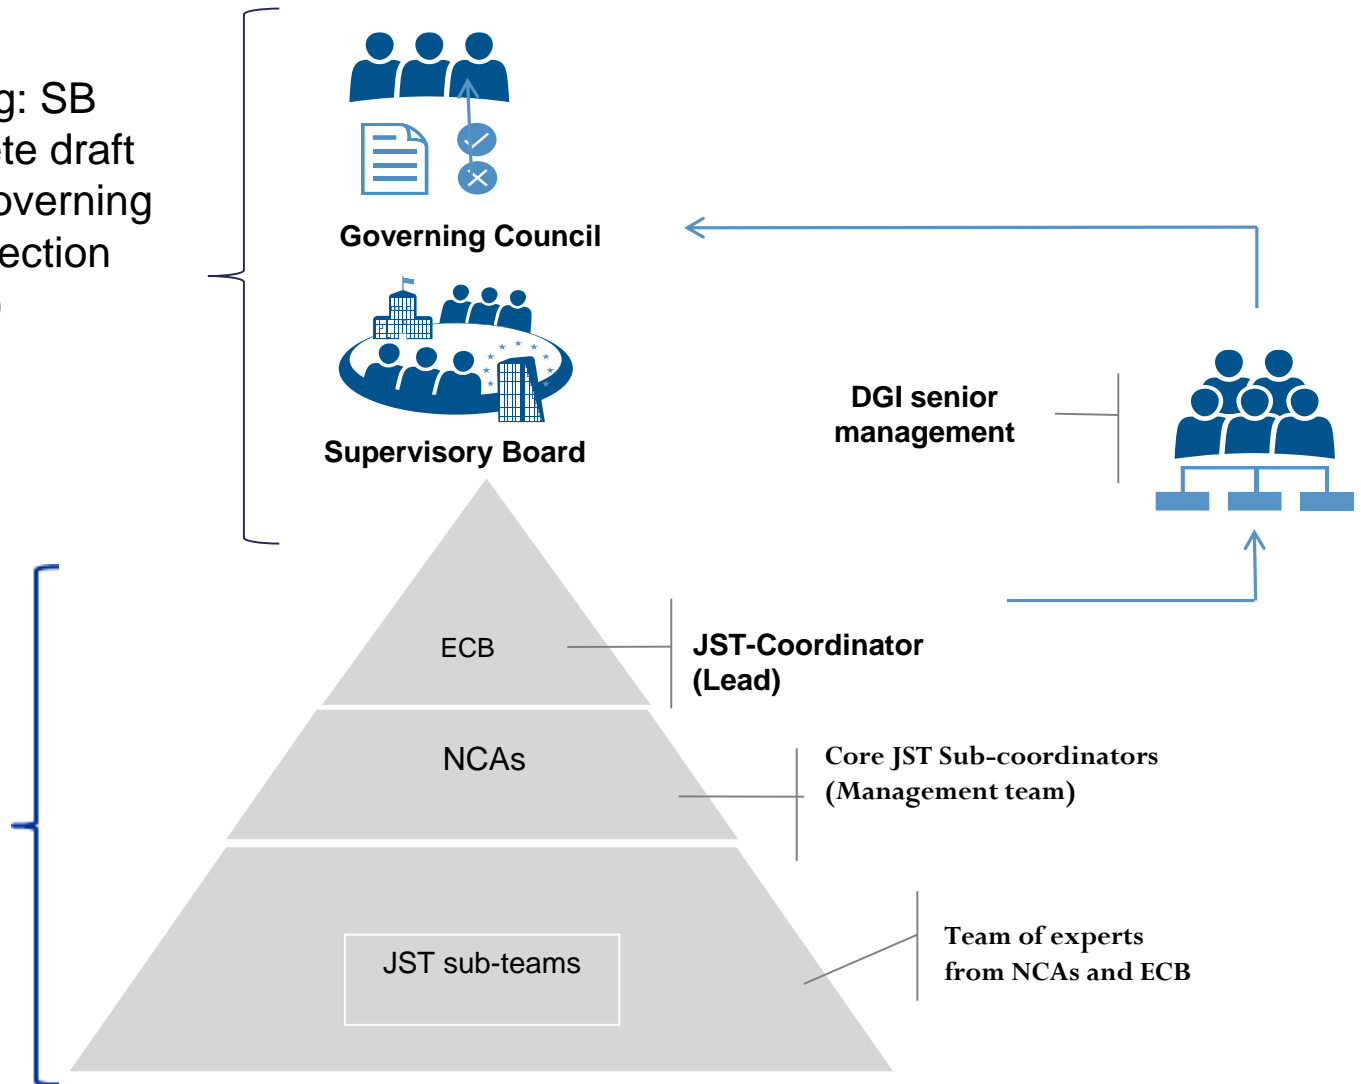 g: SB
ete draft
overning
ection
)
Governing Council
Supervisory Board
DGI senior
management
ECB
JST-Coordinator
(Lead)
NCAs
Core JST Sub-coordinators
(Management team)
JST sub-teams
Team of experts
from NCAs and ECB